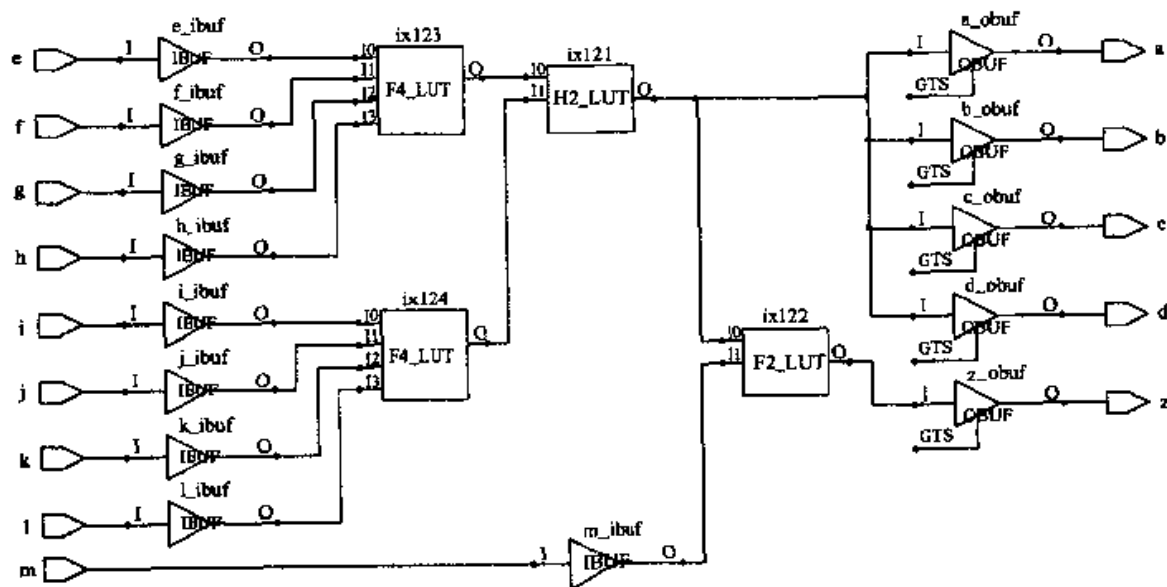 e_ibuf
e I IBUF O
f_ibuf
f I IBUF O
g_ibuf
g I IBUF O
h_ibuf
h I IBUF O
i_ibuf
i I IBUF O
j_ibuf
j I IBUF O
k_ibuf
k I IBUF O
l_ibuf
l I IBUF O
m_ibuf
m I IBUF O
ix123
I0
I1
I2
I3
F4_LUT
O
ix124
I0
I1
I2
I3
F4_LUT
O
ix121
I0
I1
H2_LUT
O
ix122
I0
I1
F2_LUT
O
a_obuf
I OBUF O a
GTS
b_obuf
I OBUF O b
GTS
c_obuf
I OBUF O c
GTS
d_obuf
I OBUF O d
GTS
z_obuf
I OBUF O z
GTS